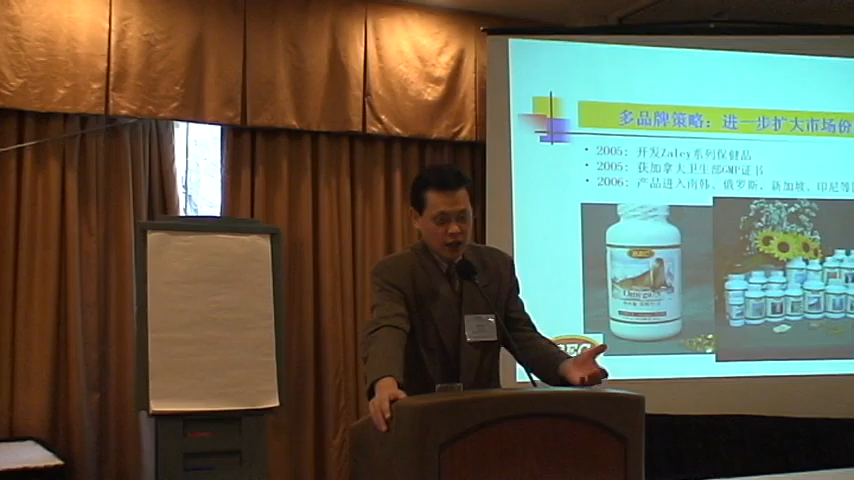 多品牌策略：进一步扩大市场份
• 2005: 开发Zaley系列保健品
• 2005: 获加拿大卫生部GMP证书
• 2006: 产品进入南韩、俄罗斯、新加坡、印尼等
Omega